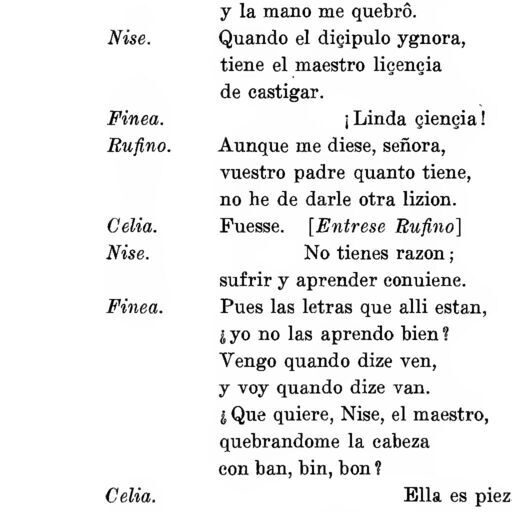 y la mano me quebrô.
Nise. Quando el diçipulo ygnora,
tiene el maestro liçençia
de castigar.
Finea. ¡Linda çiençia!
Rufino. Aunque me diese, señora,
vuestro padre quanto tiene,
no he de darle otra lizion.
Celia. Fuesse. [Entrese Rufino]
Nise. No tienes razon;
sufrir y aprender conuiene.
Finea. Pues las letras que alli estan,
¿yo no las aprendo bien?
Vengo quando dize ven,
y voy quando dize van.
¿Que quiere, Nise, el maestro,
quebrandome la cabeza
con ban, bin, bon?
Celia. Ella es piez